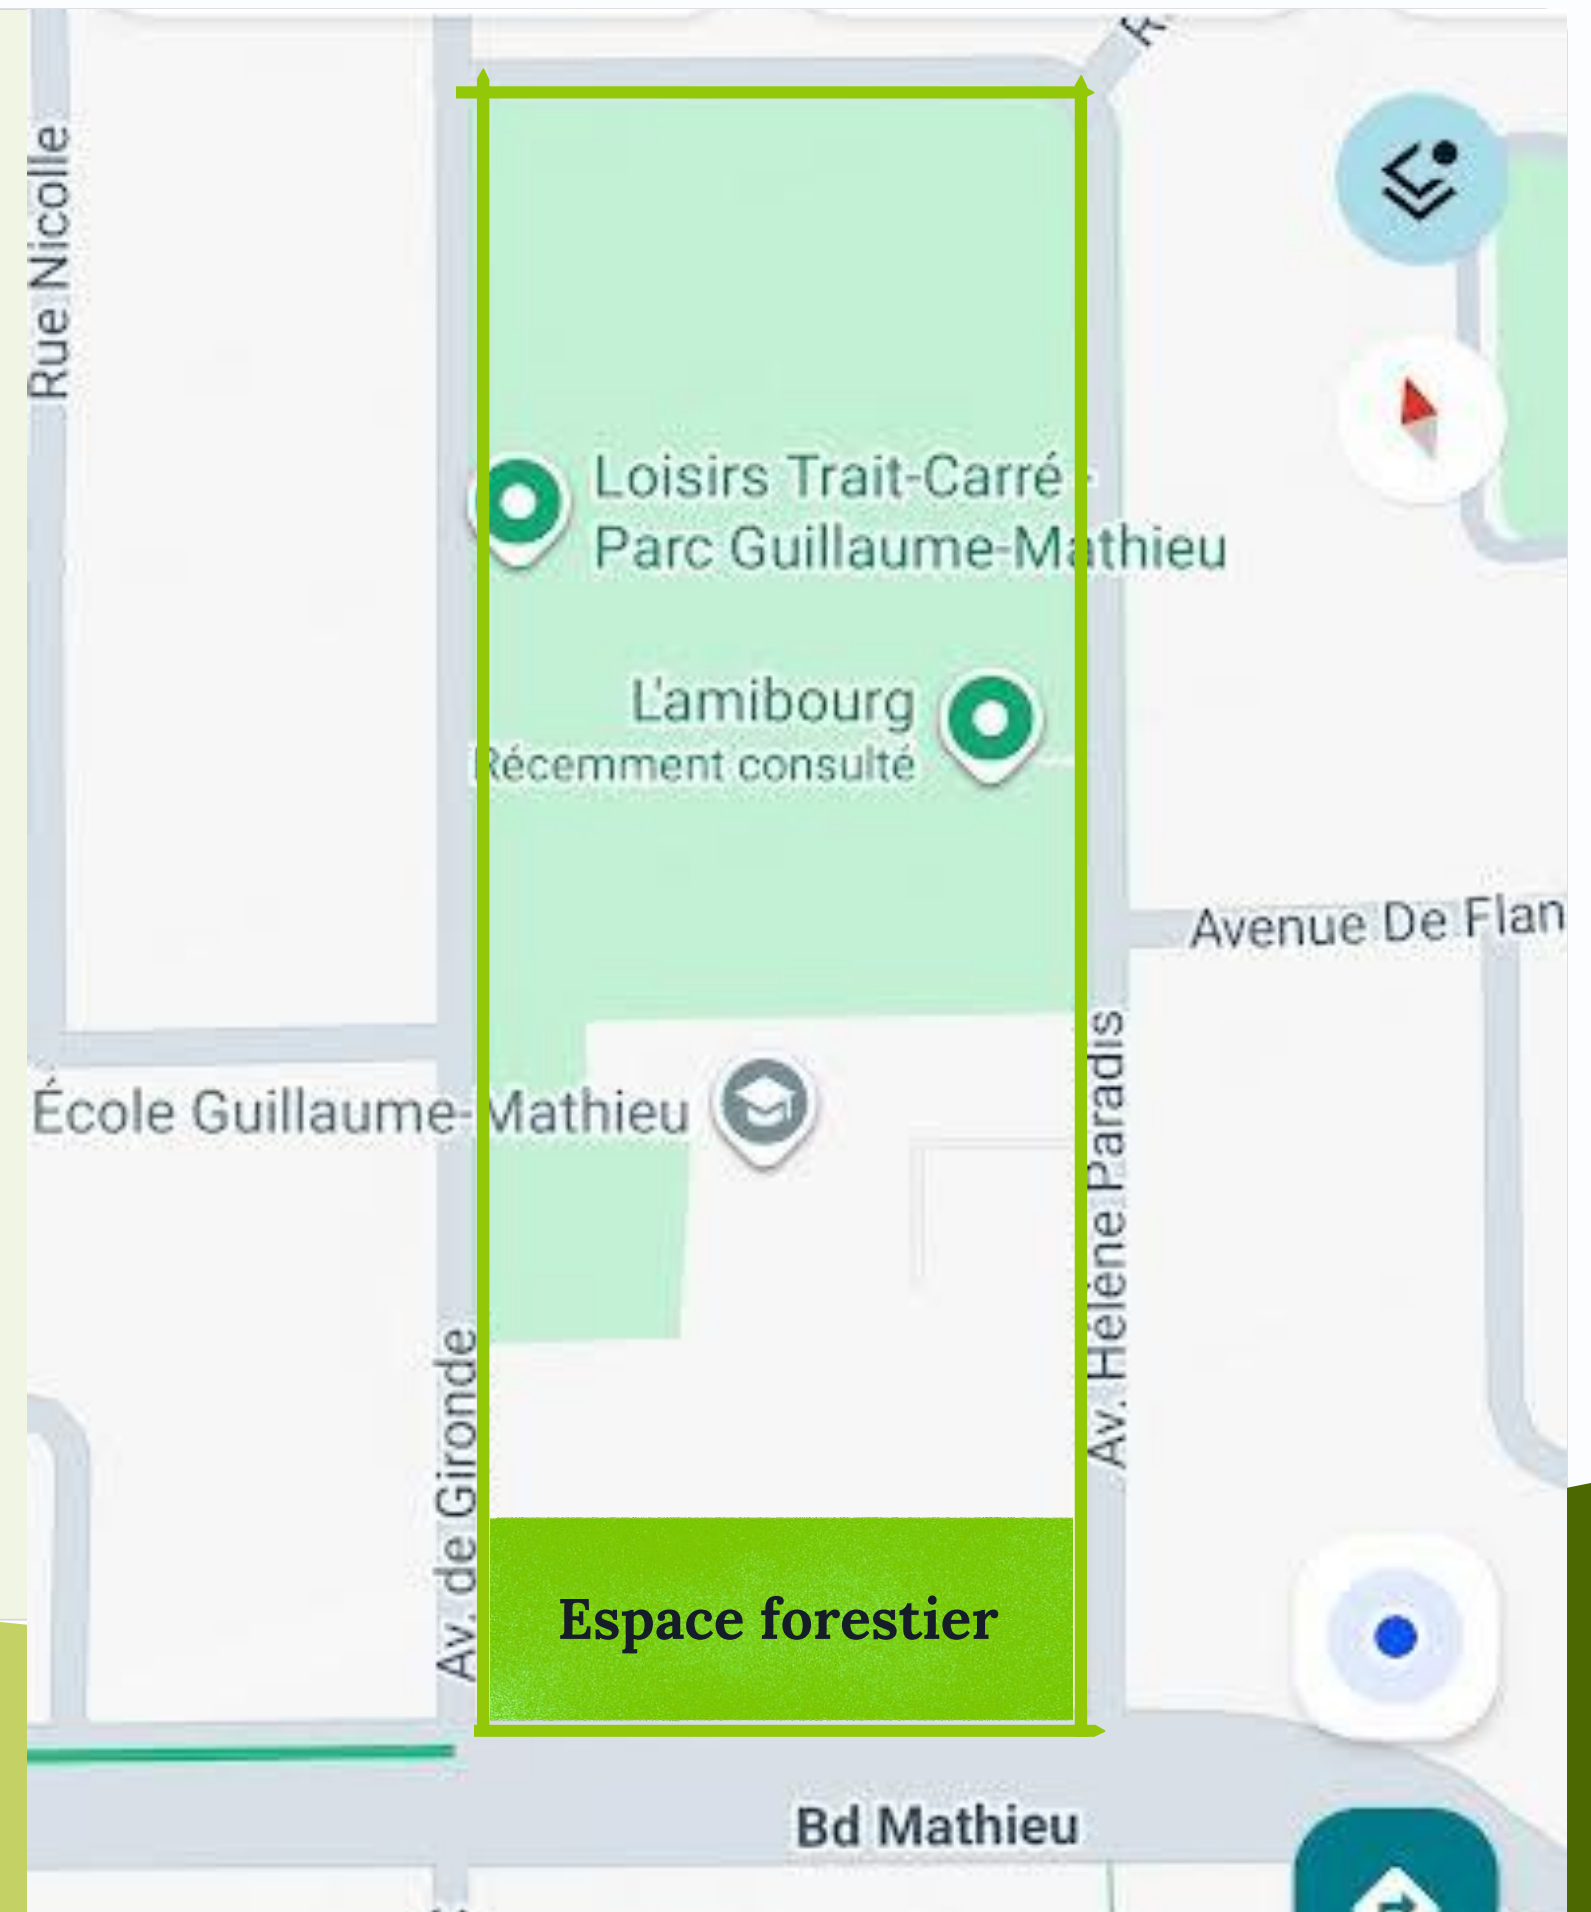 Rue Nicolle
Loisirs Trait-Carré -
Parc Guillaume-Mathieu
L'amibourg
Récemment consulté
Avenue De Flan
École Guillaume-Mathieu
Av. Hélène Paradis
Av. de Gironde
Espace forestier
Bd Mathieu